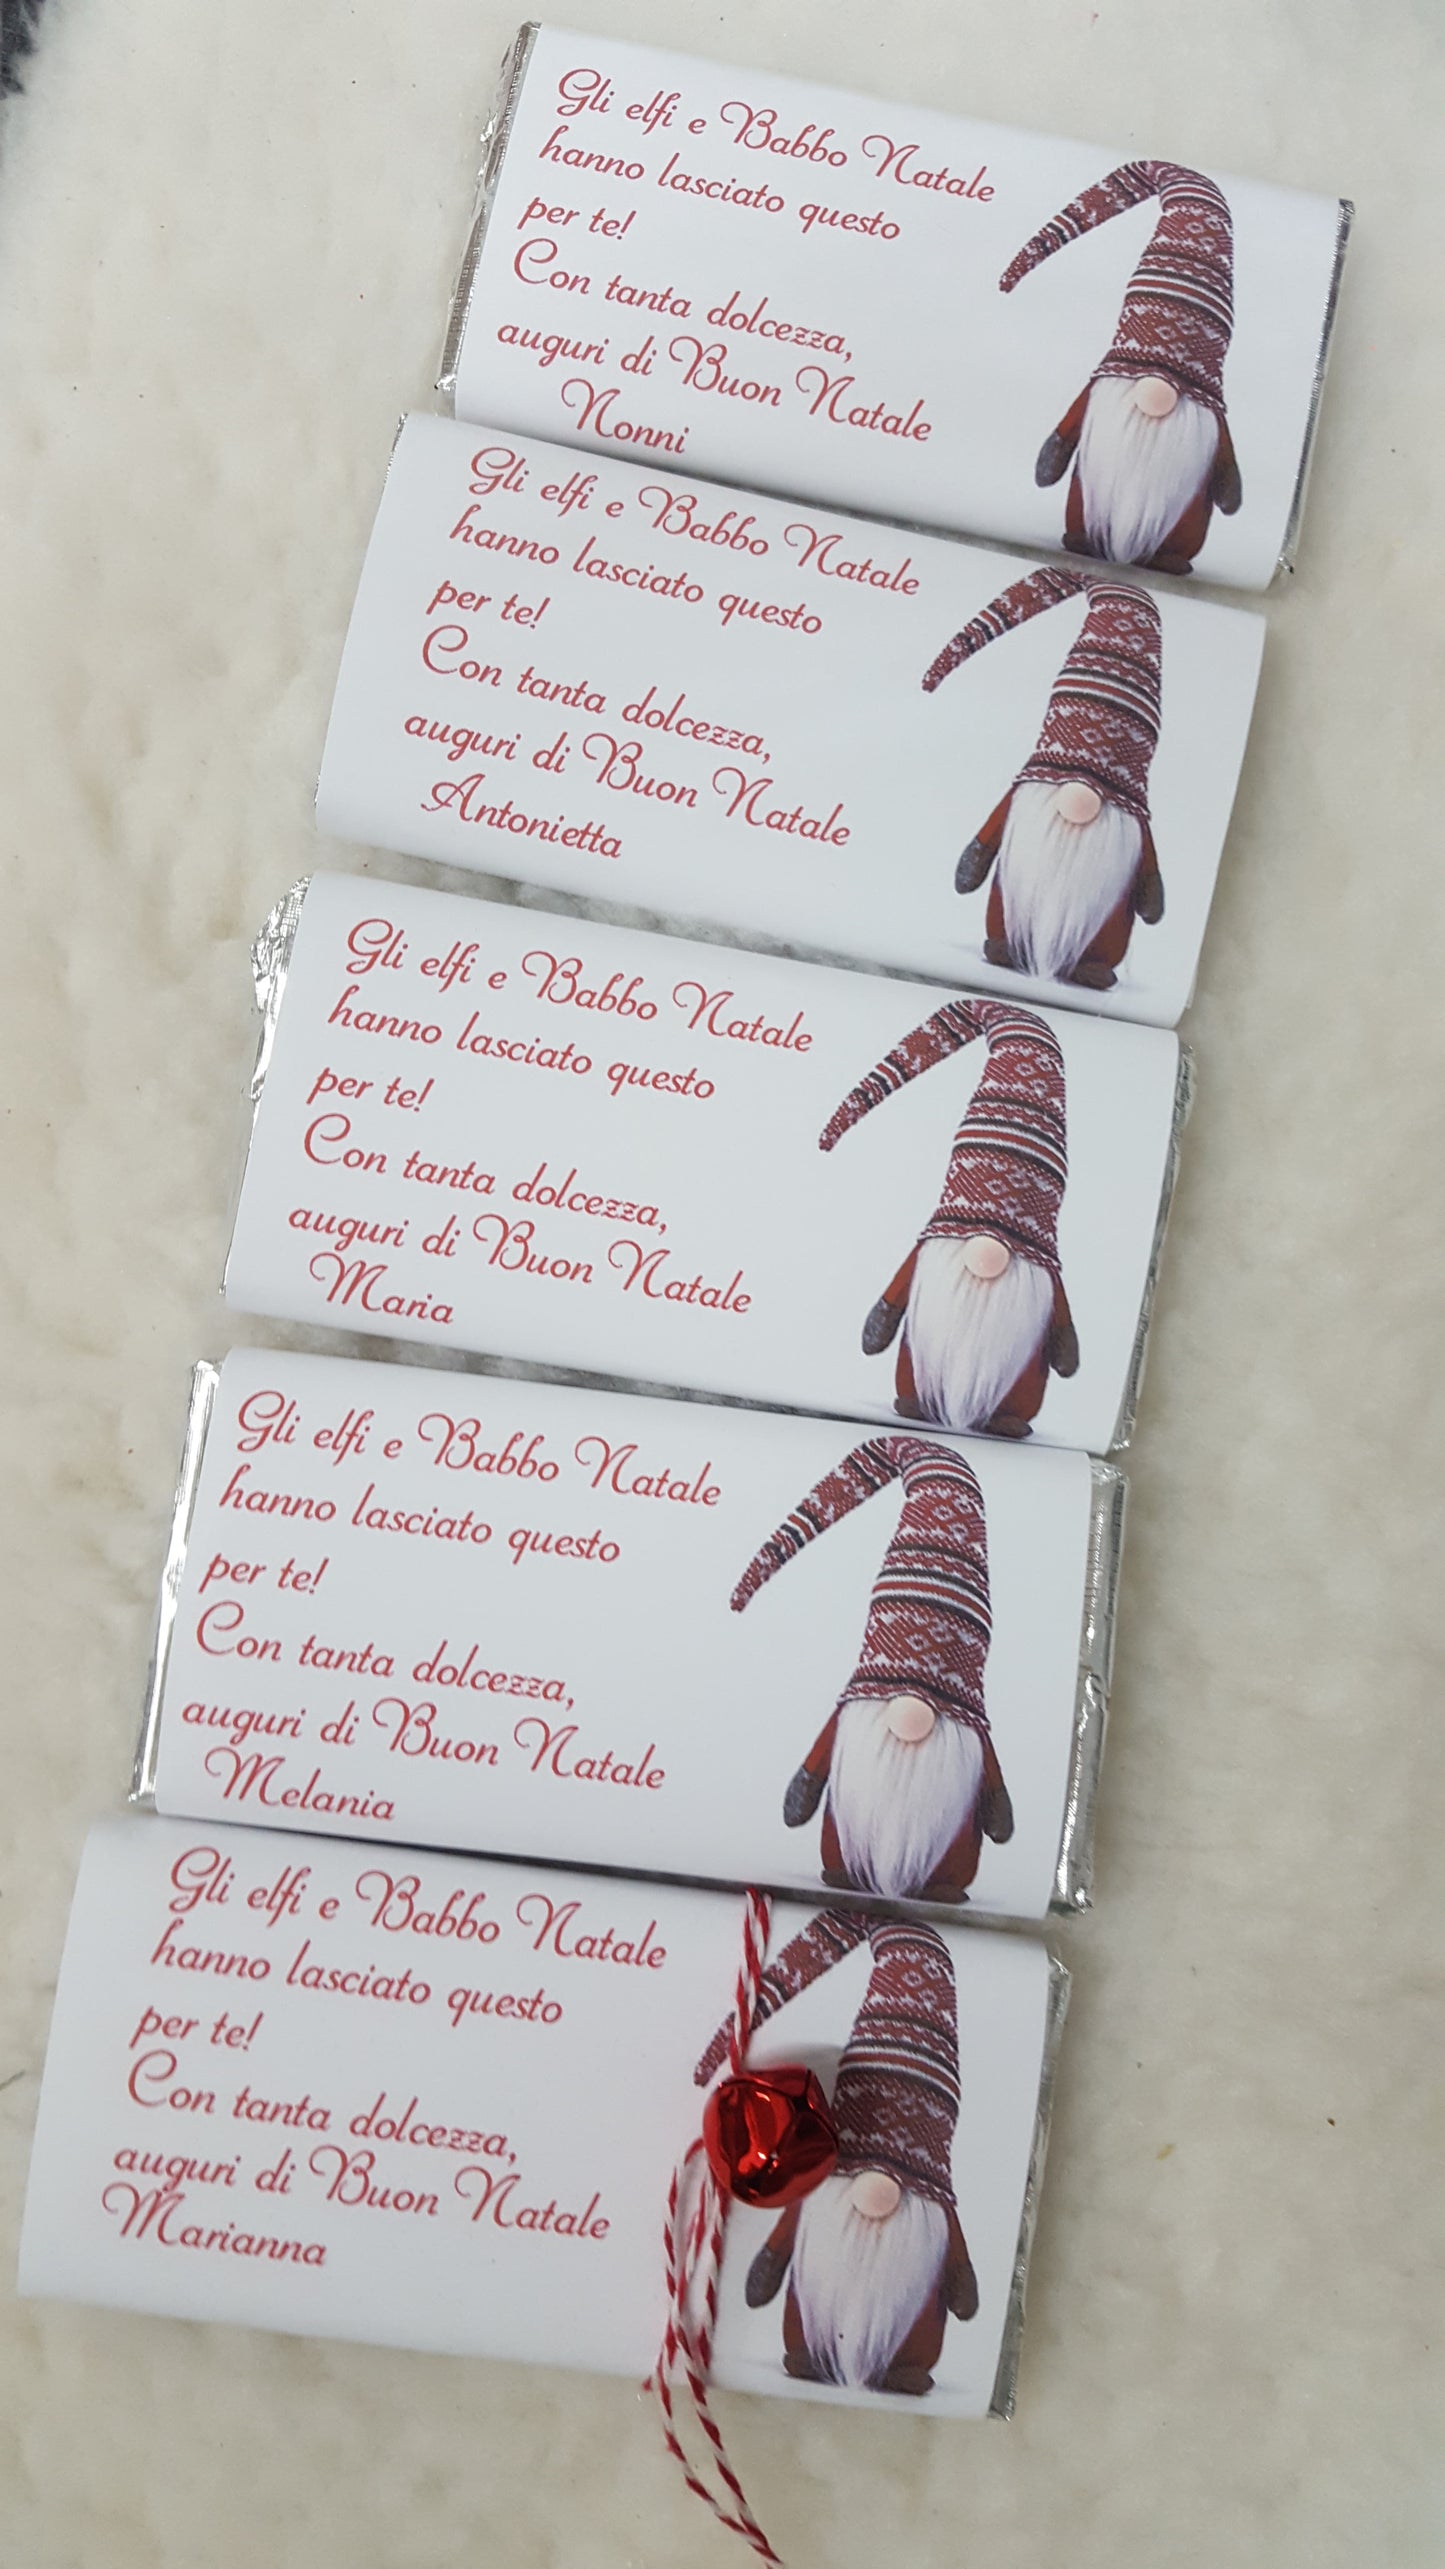 Gli elfi e Babbo Natale
hanno lasciato questo
per te!
Con tanta dolcezza,
auguri di Buon Natale
Nonni
Gli elfi e Babbo Natale
hanno lasciato questo
per te!
Con tanta dolcezza,
auguri di Buon Natale
Antonietta
Gli elfi e Babbo Natale
hanno lasciato questo
per te!
Con tanta dolcezza,
auguri di Buon Natale
Maria
Gli elfi e Babbo Natale
hanno lasciato questo
per te!
Con tanta dolcezza,
auguri di Buon Natale
Melania
Gli elfi e Babbo Natale
hanno lasciato questo
per te!
Con tanta dolcezza,
auguri di Buon Natale
Marianna